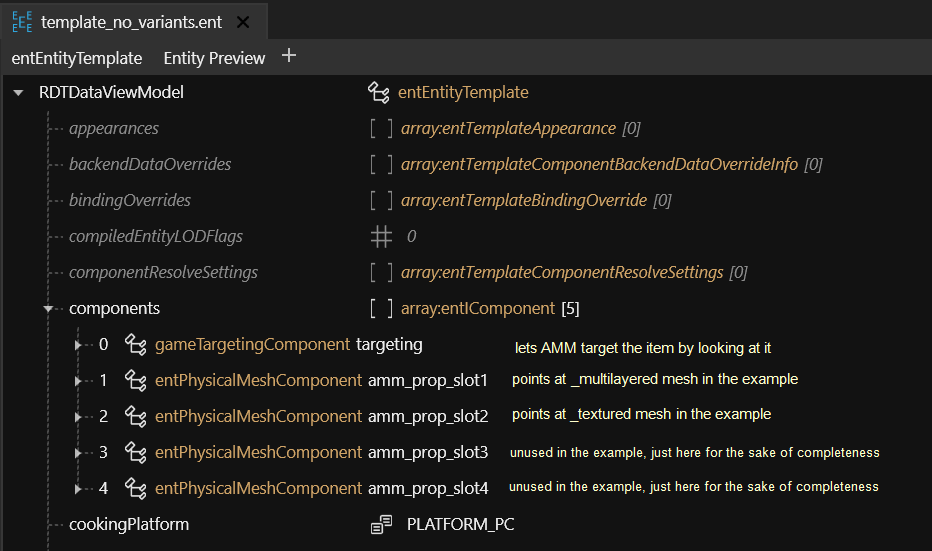 template_no_variants.ent
entEntityTemplate Entity Preview +
RDTDataViewModel entEntityTemplate
appearances [ ] array:entTemplateAppearance [0]
backendDataOverrides [ ] array:entTemplateComponentBackendDataOverrideInfo [0]
bindingOverrides [ ] array:entTemplateBindingOverride [0]
compiledEntityLODFlags 0
componentResolveSettings [ ] array:entTemplateComponentResolveSettings [0]
components [ ] array:entIComponent [5]
0 gameTargetingComponent targeting lets AMM target the item by looking at it
1 entPhysicalMeshComponent amm_prop_slot1 points at _multilayered mesh in the example
2 entPhysicalMeshComponent amm_prop_slot2 points at _textured mesh in the example
3 entPhysicalMeshComponent amm_prop_slot3 unused in the example, just here for the sake of completeness
4 entPhysicalMeshComponent amm_prop_slot4 unused in the example, just here for the sake of completeness
cookingPlatform PLATFORM_PC